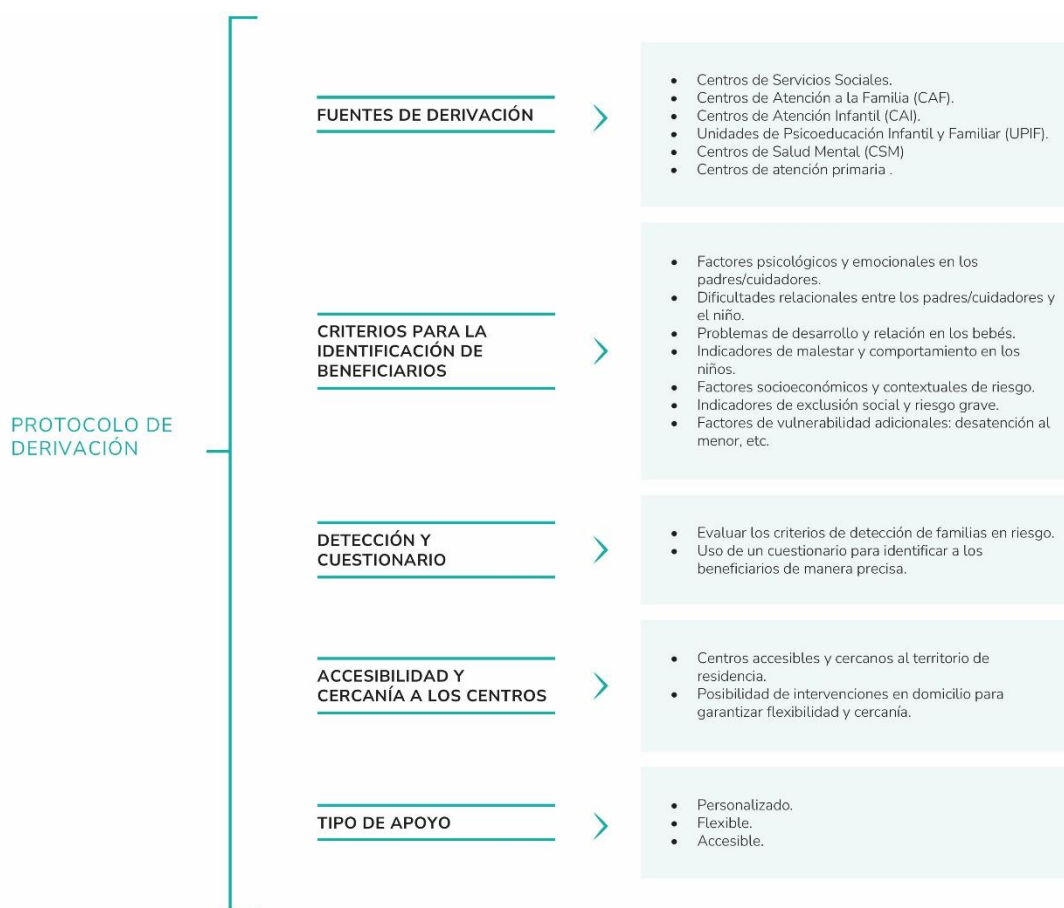 PROTOCOLO DE
DERIVACIÓN
FUENTES DE DERIVACIÓN
• Centros de Servicios Sociales.
• Centros de Atención a la Familia (CAF).
• Centros de Atención Infantil (CAI).
• Unidades de Psicoeducación Infantil y Familiar (UPIF).
• Centros de Salud Mental (CSM)
• Centros de atención primaria .
CRITERIOS PARA LA
IDENTIFICACIÓN DE
BENEFICIARIOS
• Factores psicológicos y emocionales en los
padres/cuidadores.
• Dificultades relacionales entre los padres/cuidadores y
el niño.
• Problemas de desarrollo y relación en los bebés.
• Indicadores de malestar y comportamiento en los
niños.
• Factores socioeconómicos y contextuales de riesgo.
• Indicadores de exclusión social y riesgo grave.
• Factores de vulnerabilidad adicionales: desatención al
menor, etc.
DETECCIÓN Y
CUESTIONARIO
• Evaluar los criterios de detección de familias en riesgo.
• Uso de un cuestionario para identificar a los
beneficiarios de manera precisa.
ACCESIBILIDAD Y
CERCANÍA A LOS CENTROS
• Centros accesibles y cercanos al territorio de
residencia.
• Posibilidad de intervenciones en domicilio para
garantizar flexibilidad y cercanía.
TIPO DE APOYO
• Personalizado.
• Flexible.
• Accesible.